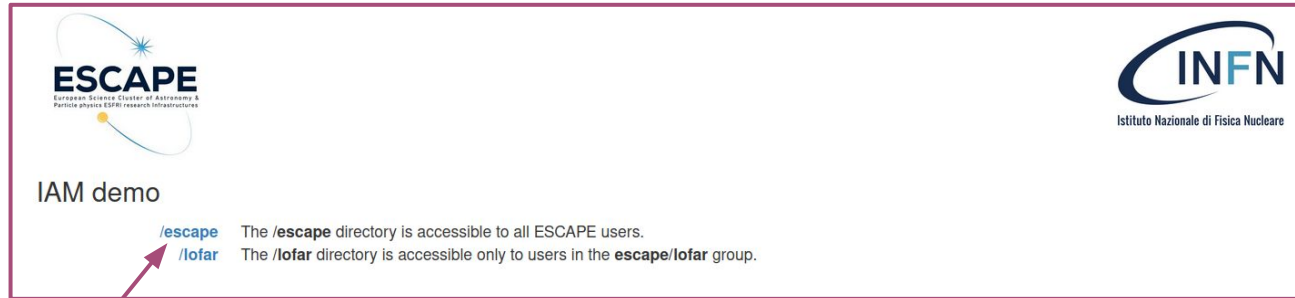 ESCAPE
European Science Cluster of Astronomy &
Particle physics ESFRI research Infrastructures
INFN
Istituto Nazionale di Fisica Nucleare
IAM demo
/escape The /escape directory is accessible to all ESCAPE users.
/lofar The /lofar directory is accessible only to users in the escape/lofar group.